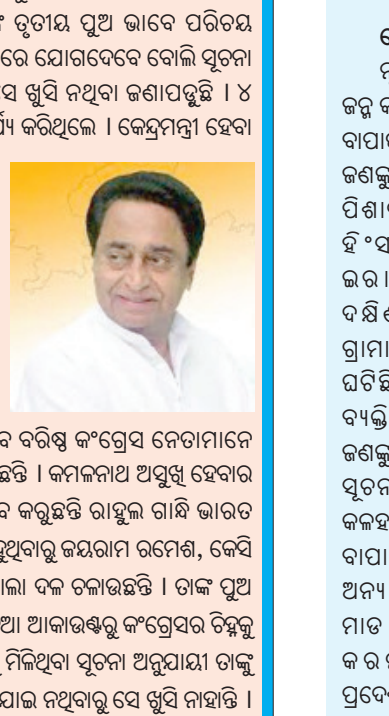 ତୃତୀୟ ପୁଅ ଭାବେ ପରିଚୟ
ରେ ଯୋଗଦେବେ ବୋଲି ସୂଚନା
ସ ଖୁସି ନଥିବା ଜଣାପଡୁଛି । ୪
କରିଥିଲେ । କେନ୍ଦ୍ରମନ୍ତ୍ରୀ ହେବା
ବ ବରିଷ୍ଠ କଂଗ୍ରେସ ନେତାମାନେ
ଛନ୍ତି । କମଳନାଥ ଅସୁଖି ହେବାର
ବ କରୁଛନ୍ତି ରାହୁଲ ଗାନ୍ଧି ଭାରତ
ହୁଥିବାରୁ ଜୟରାମ ରମେଶ, କେସି
ାଲା ଦଳ ଚଳାଉଛନ୍ତି । ତାଙ୍କ ପୁଅ
ଆ ଆକାଉଣ୍ଟରୁ କଂଗ୍ରେସର ଚିହ୍ନକୁ
ମିଳିଥିବା ସୂଚନା ଅନୁଯାୟୀ ତାଙ୍କୁ
ଯାଇ ନଥିବାରୁ ସେ ଖୁସି ନାହାନ୍ତି ।
ଜନ୍ମ
ବାପା
ଜଣଙ୍କୁ
ପିଶା
ହିଂସ
ଇରା
ଦକ୍ଷିଣ
ଗ୍ରାମା
ଘଟିଛି
ବ୍ୟକ୍ତି
ଜଣଙ୍କୁ
ସୂଚନ
କଳହ
ବାପା
ଅନ୍ୟ
ମାଡ
କର
ପ୍ରଦେ